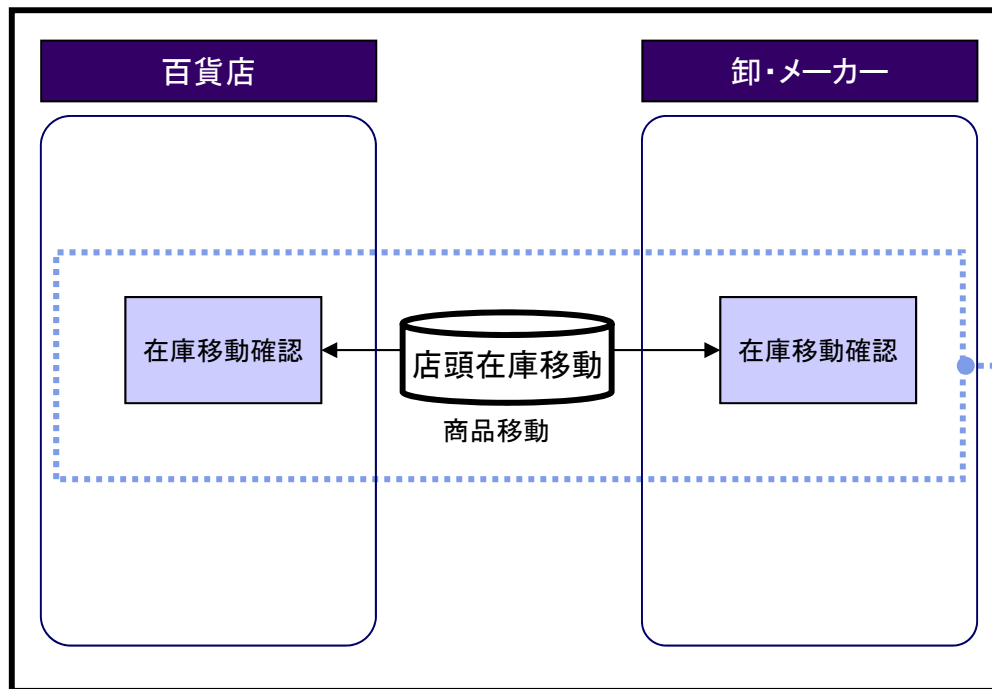 百貨店
卸・メーカー
在庫移動確認
店頭在庫移動
在庫移動確認
商品移動